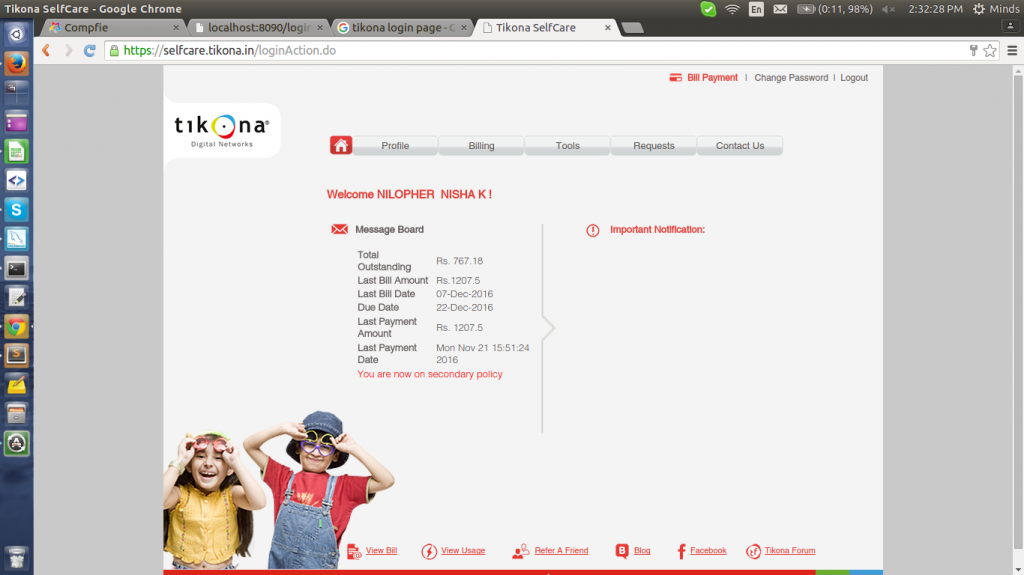 Tikona SelfCare - Google Chrome
En
(0:11, 98%)
2:32:28 PM
Minds
Compfie
localhost:8090/login
tikona login page - G
Tikona SelfCare
https://selfcare.tikona.in/loginAction.do
Bill Payment | Change Password | Logout
tikona
Digital Networks
Profile
Billing
Tools
Requests
Contact Us
Welcome NILOPHER NISHA K !
Message Board
Total
Outstanding
Rs. 767.18
Last Bill Amount Rs.1207.5
Last Bill Date 07-Dec-2016
Due Date 22-Dec-2016
Last Payment
Amount
Rs. 1207.5
Last Payment
Date
Mon Nov 21 15:51:24
2016
You are now on secondary policy
Important Notification:
View Bill
View Usage
Refer A Friend
B
Blog
Facebook
Tikona Forum